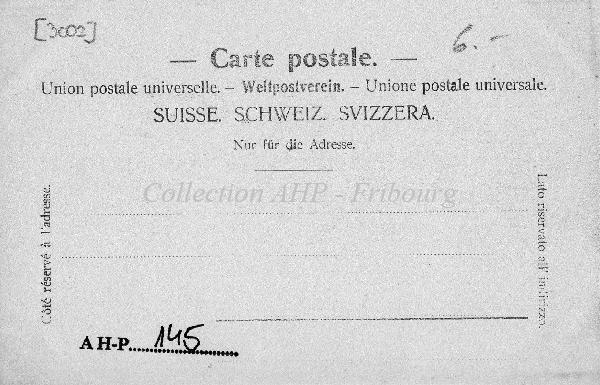 [3002]
6.-
— Carte postale. —
Union postale universelle. – Weltpostverein. – Unione postale universale.
SUISSE. SCHWEIZ. SVIZZERA.
Nur für die Adresse.
Collection AHP - Fribourg
Côté réservé à l'adresse.
Lato riservato all' indirizzo.
AH-P. 145